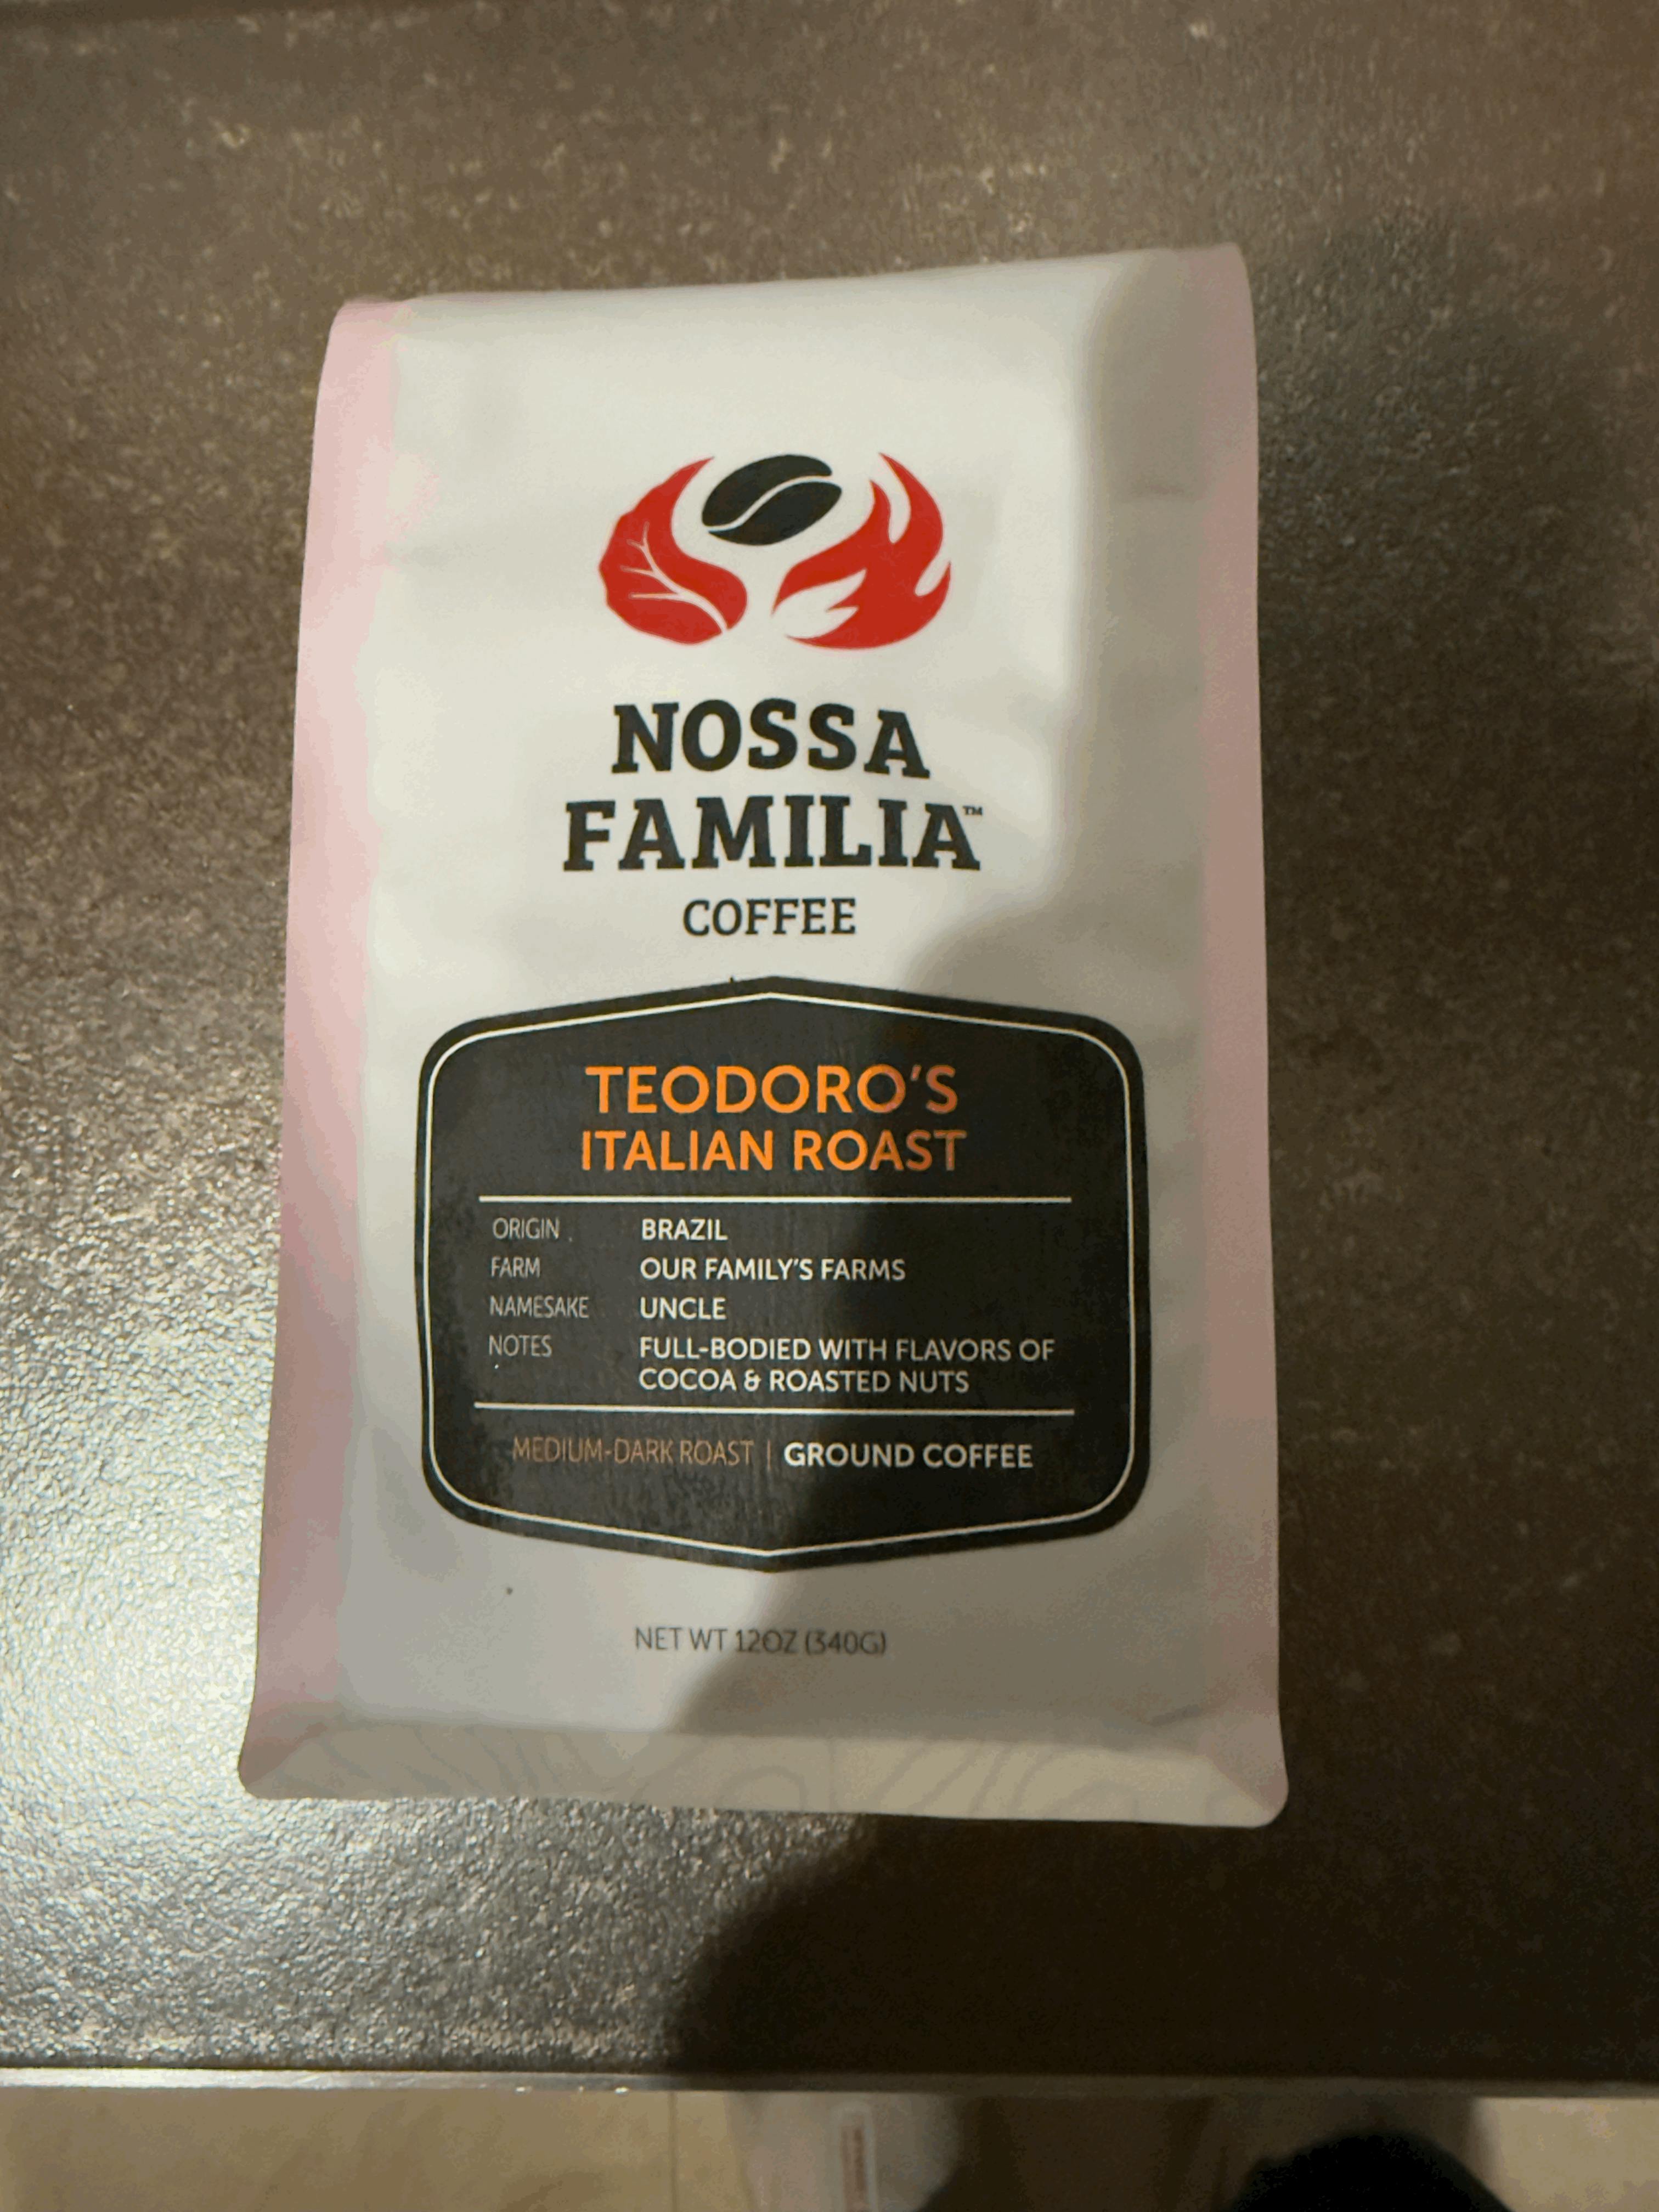 NOSSA
FAMILIA™
COFFEE
TEODORO'S
ITALIAN ROAST
ORIGIN BRAZIL
FARM OUR FAMILY'S FARMS
NAMESAKE UNCLE
NOTES FULL-BODIED WITH FLAVORS OF
COCOA & ROASTED NUTS
MEDIUM-DARK ROAST | GROUND COFFEE
NET WT 12OZ (340G)